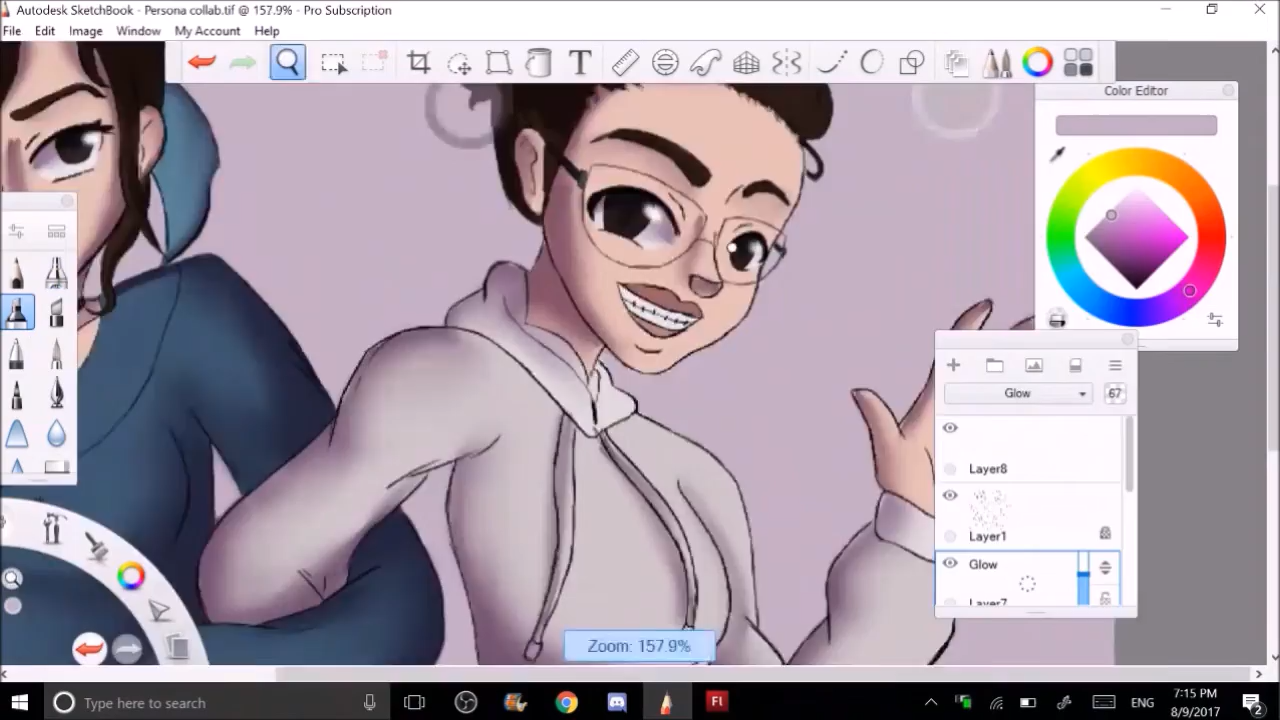 Autodesk SketchBook - Persona collab.tif @ 157.9% - Pro Subscription
File Edit Image Window My Account Help
T
Color Editor
Glow 67
Layer8
Layer1
Glow
Layer7
Zoom: 157.9%
Type here to search
Fl
ENG
7:15 PM
8/9/2017
2